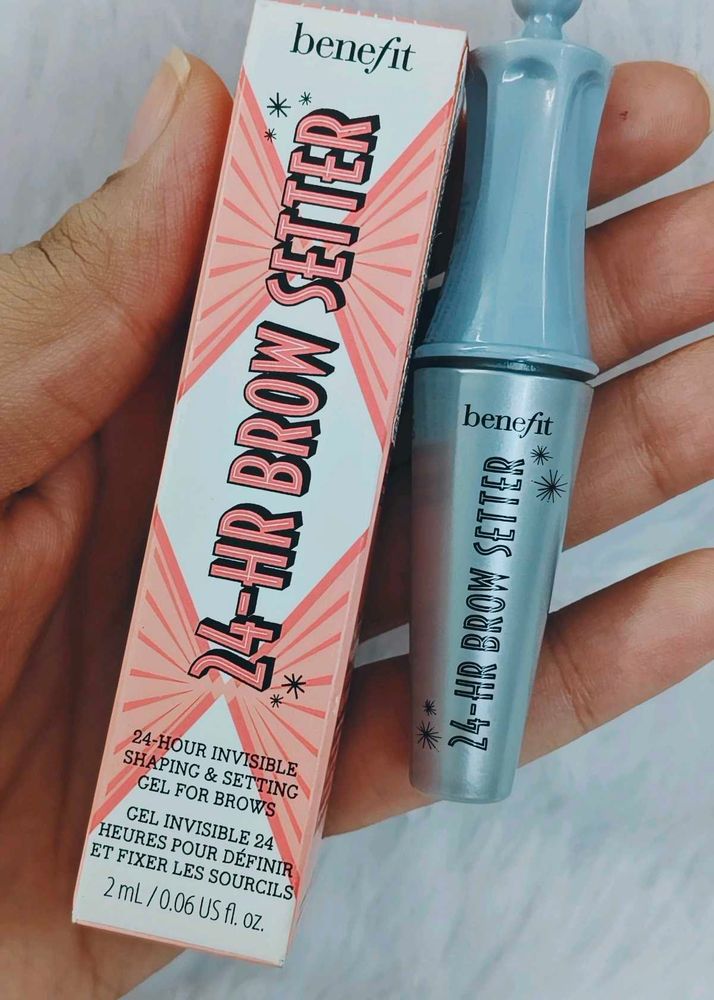 benefit
24-HR BROW SETTER
24-HOUR INVISIBLE
SHAPING & SETTING
GEL FOR BROWS
GEL INVISIBLE 24
HEURES POUR DÉFINIR
ET FIXER LES SOURCILS
2 mL / 0.06 US fl. oz.
benefit
24-HR BROW SETTER